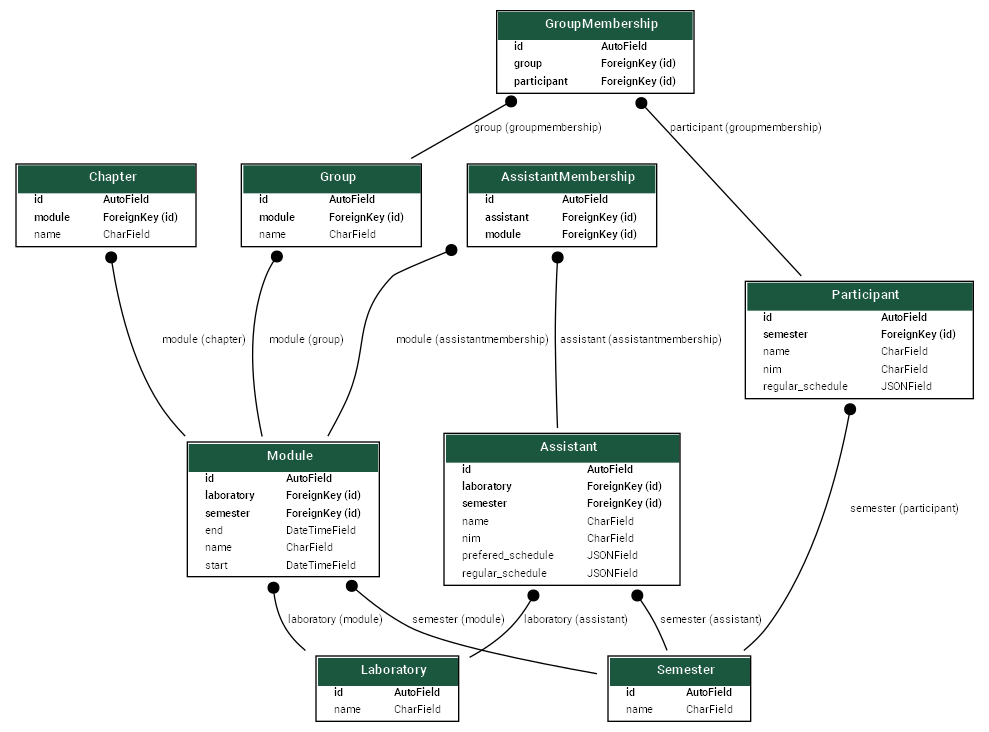 GroupMembership
id AutoField
group ForeignKey (id)
participant ForeignKey (id)
group (groupmembership)
participant (groupmembership)
Chapter
id AutoField
module ForeignKey (id)
name CharField
Group
id AutoField
module ForeignKey (id)
name CharField
AssistantMembership
id AutoField
assistant ForeignKey (id)
module ForeignKey (id)
Participant
id AutoField
semester ForeignKey (id)
name CharField
nim CharField
regular_schedule JSONField
module (chapter)
module (group)
module (assistantmembership)
assistant (assistantmembership)
Module
id AutoField
laboratory ForeignKey (id)
semester ForeignKey (id)
end DateTimeField
name CharField
start DateTimeField
Assistant
id AutoField
laboratory ForeignKey (id)
semester ForeignKey (id)
name CharField
nim CharField
prefered_schedule JSONField
regular_schedule JSONField
semester (participant)
laboratory (module)
semester (module)
laboratory (assistant)
semester (assistant)
Laboratory
id AutoField
name CharField
Semester
id AutoField
name CharField